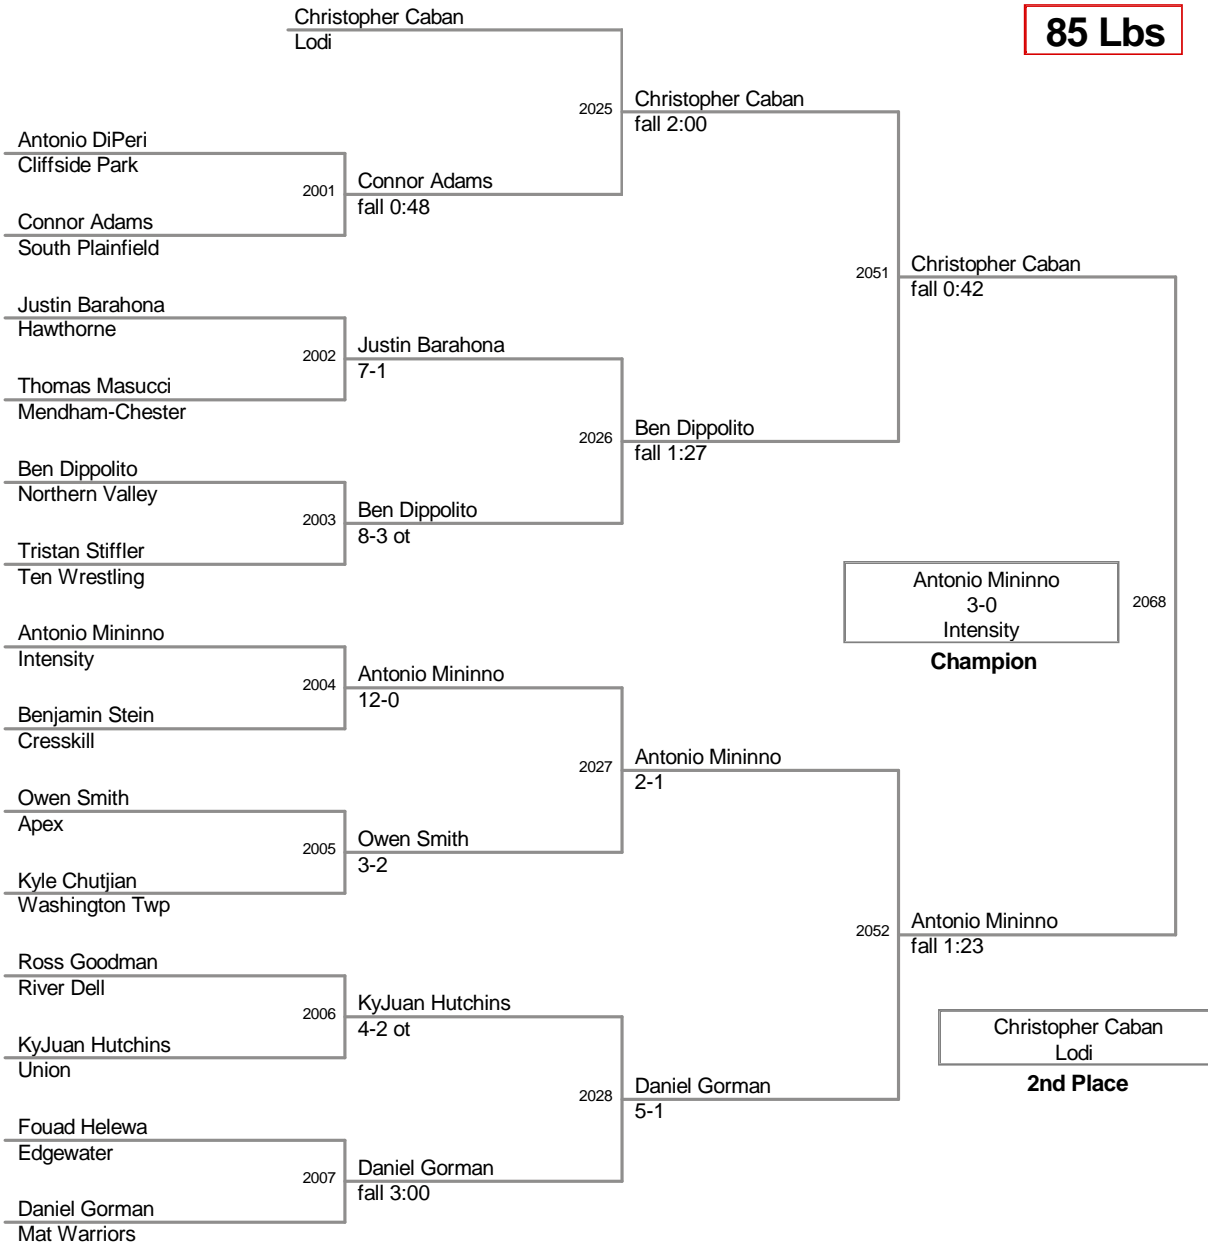 Christopher Caban
Lodi
85 Lbs
2025
Christopher Caban
fall 2:00
Antonio DiPeri
Cliffside Park
2001
Connor Adams
fall 0:48
Connor Adams
South Plainfield
2051
Christopher Caban
fall 0:42
Justin Barahona
Hawthorne
2002
Justin Barahona
7-1
Thomas Masucci
Mendham-Chester
2026
Ben Dippolito
fall 1:27
Ben Dippolito
Northern Valley
2003
Ben Dippolito
8-3 ot
Tristan Stiffler
Ten Wrestling
Antonio Mininno
3-0
Intensity
Champion
2068
Antonio Mininno
Intensity
2004
Antonio Mininno
12-0
Benjamin Stein
Cresskill
2027
Antonio Mininno
2-1
Owen Smith
Apex
2005
Owen Smith
3-2
Kyle Chutjian
Washington Twp
2052
Antonio Mininno
fall 1:23
Ross Goodman
River Dell
2006
KyJuan Hutchins
4-2 ot
KyJuan Hutchins
Union
Christopher Caban
Lodi
2nd Place
2028
Daniel Gorman
5-1
Fouad Helewa
Edgewater
2007
Daniel Gorman
fall 3:00
Daniel Gorman
Mat Warriors